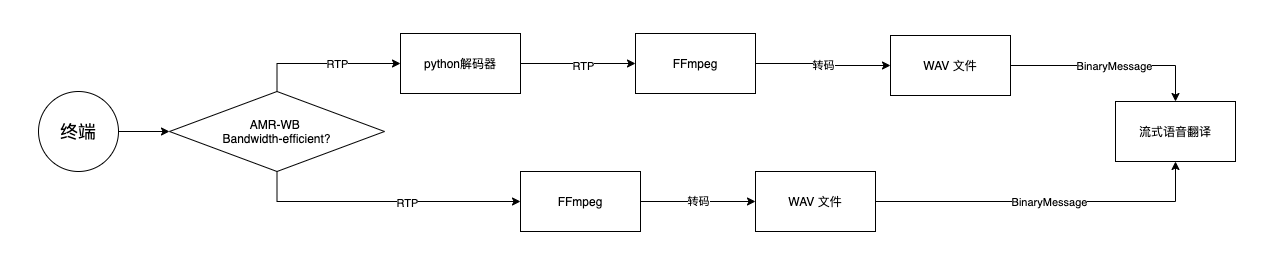 终端
AMR-WB
Bandwidth-efficient?
RTP
python解码器
RTP
FFmpeg
转码
WAV 文件
BinaryMessage
流式语音翻译
RTP
FFmpeg
转码
WAV 文件
BinaryMessage